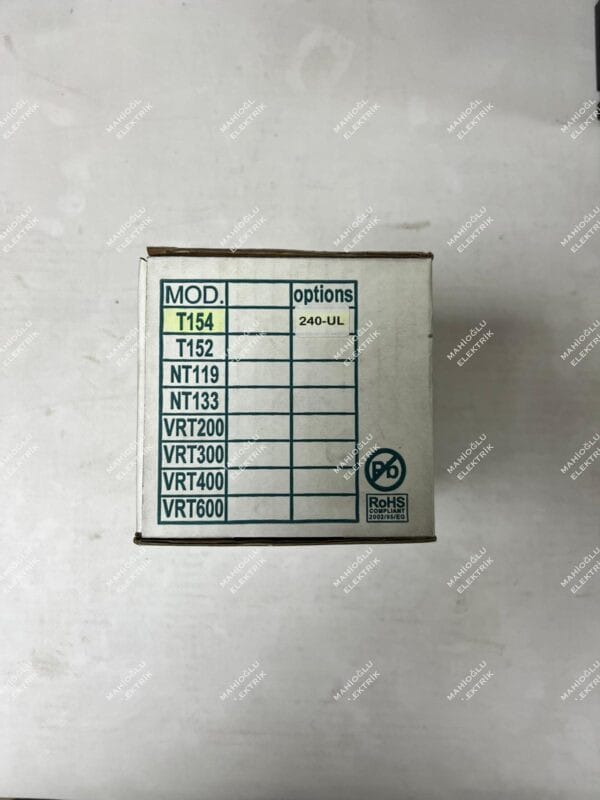 MOD. options
T154 240-UL
T152
NT119
NT133
VRT200
VRT300
VRT400
VRT600
Pb
RoHS
COMPLIANT
2002/95/EG
MAHİOĞLU
ELEKTRİK